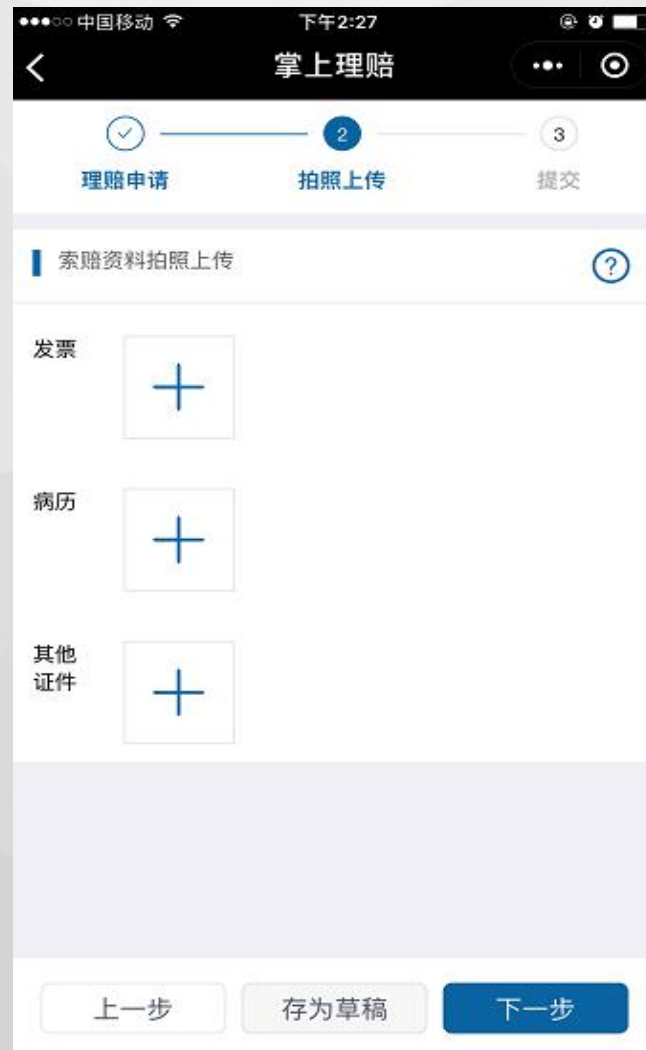 中国移动 下午2:27
掌上理赔
2 3
理赔申请 拍照上传 提交
索赔资料拍照上传 ?
发票
病历
其他
证件
上一步 存为草稿 下一步